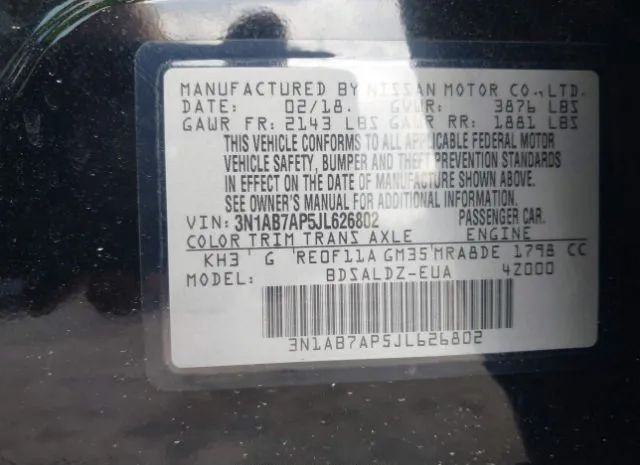 MANUFACTURED BY NISSAN MOTOR CO.,LTD.
DATE: 02/18. GVWR: 3876 LBS
GAWR FR: 2143 LBS GAWR RR: 1881 LBS
THIS VEHICLE CONFORMS TO ALL APPLICABLE FEDERAL MOTOR
VEHICLE SAFETY, BUMPER AND THEFT PREVENTION STANDARDS
IN EFFECT ON THE DATE OF MANUFACTURE SHOWN ABOVE.
SEE OWNER'S MANUAL FOR ADDITIONAL INFORMATION.
VIN: 3N1AB7AP5JL626802 PASSENGER CAR.
COLOR TRIM TRANS AXLE ENGINE
KH3 G RE0F11A GM35 MRA8DE 1798 CC
MODEL: BDSALDZ-EUA 4Z000
3N1AB7AP5JL626802